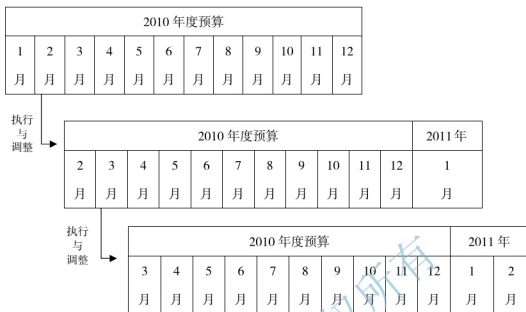 2010 年度预算
1 2 3 4 5 6 7 8 9 10 11 12
月 月 月 月 月 月 月 月 月 月 月 月
执行
与
调整
2010 年度预算 2011 年
2 3 4 5 6 7 8 9 10 11 12 1
月 月 月 月 月 月 月 月 月 月 月 月
执行
与
调整
2010 年度预算 2011 年
3 4 5 6 7 8 9 10 11 12 1 2
月 月 月 月 月 月 月 月 月 月 月 月
所有